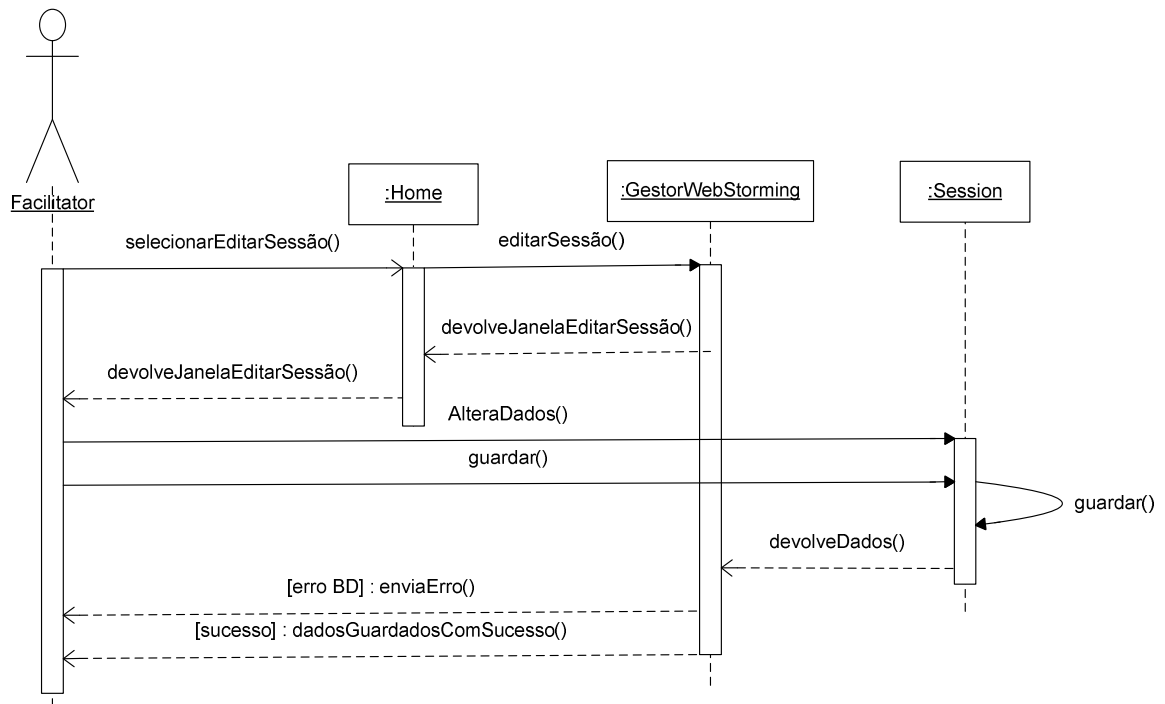 Facilitator
:Home
:GestorWebStorming
:Session
selecionarEditarSessão()
editarSessão()
devolveJanelaEditarSessão()
devolveJanelaEditarSessão()
AlteraDados()
guardar()
guardar()
devolveDados()
[erro BD] : enviaErro()
[sucesso] : dadosGuardadosComSucesso()